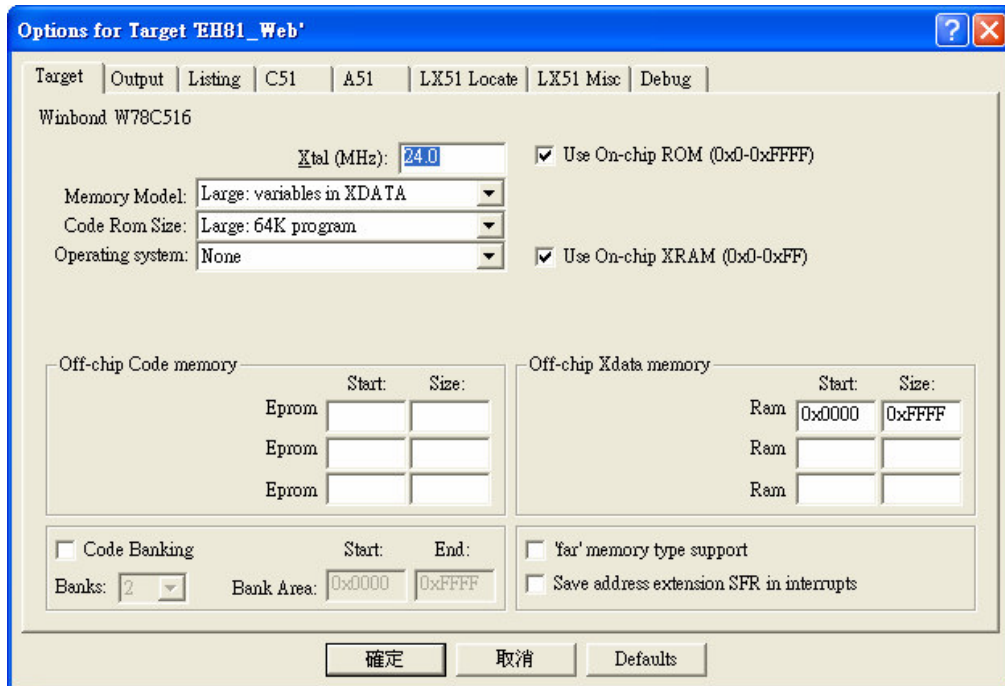 Options for Target 'EH81_Web'
Target Output Listing C51 A51 LX51 Locate LX51 Misc Debug
Winbond W78C516
Xtal (MHz): 24.0 Use On-chip ROM (0x0-0xFFFF)
Memory Model: Large: variables in XDATA
Code Rom Size: Large: 64K program
Operating system: None Use On-chip XRAM (0x0-0xFF)
Off-chip Code memory
Start: Size:
Eprom
Eprom
Eprom
Off-chip Xdata memory
Start: Size:
Ram 0x0000 0xFFFF
Ram
Ram
Code Banking Start: End:
Banks: 2 Bank Area: 0x0000 0xFFFF
'far' memory type support
Save address extension SFR in interrupts
確定 取消 Defaults